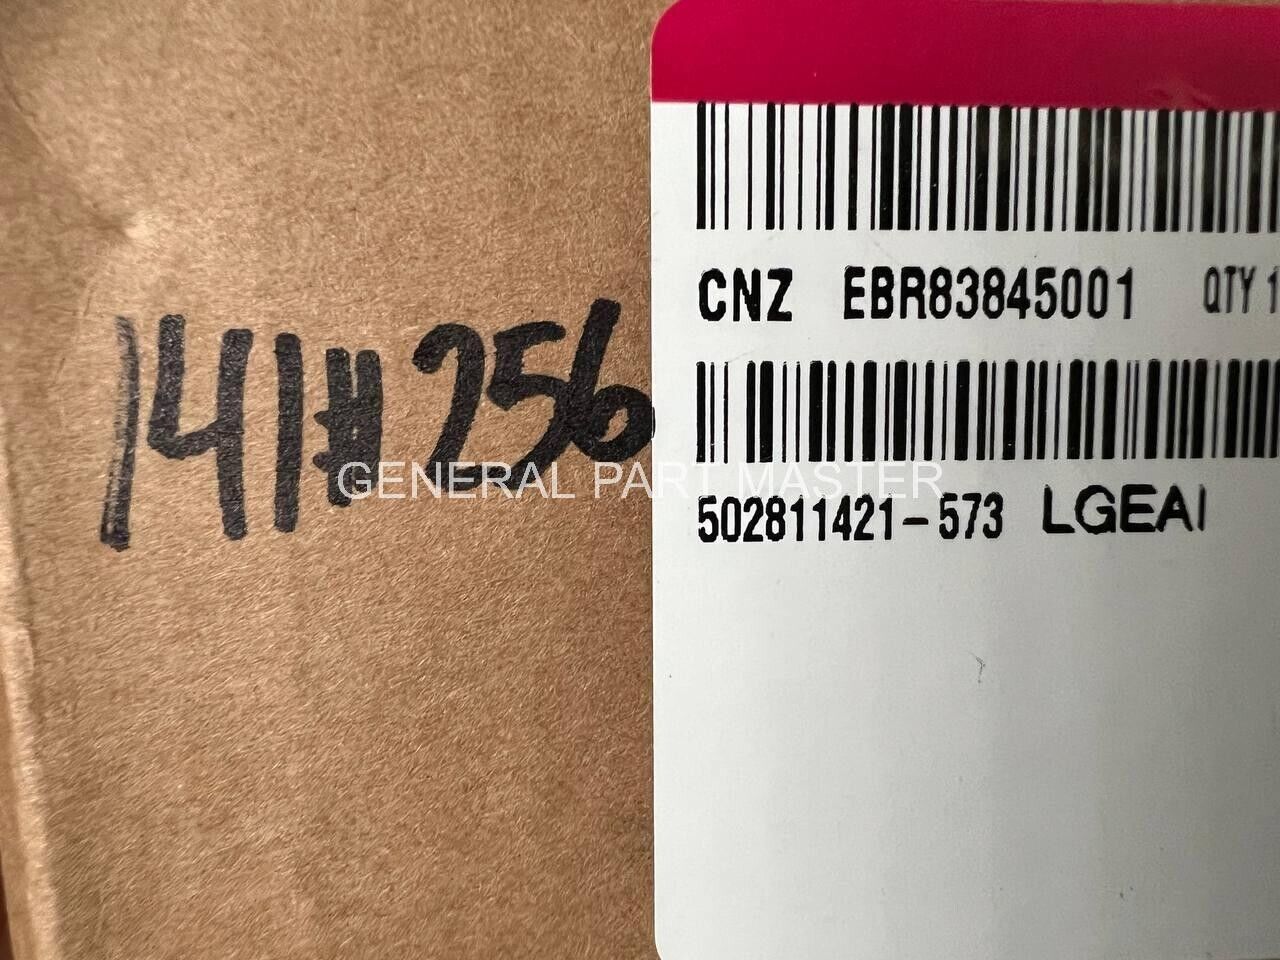 141#256
CNZ EBR83845001 QTY 1
502811421-573 LGEAI
GENERAL PART MASTER